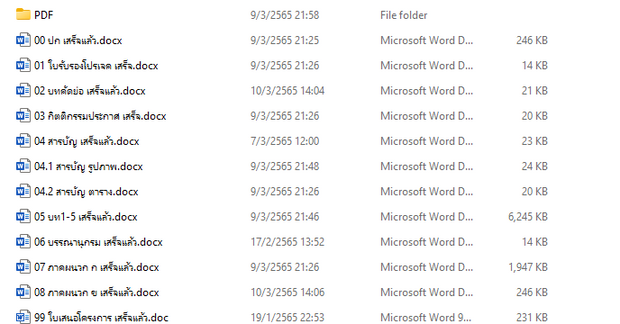 PDF 9/3/2565 21:58 File folder
00 ปก เสร็จแล้ว.docx 9/3/2565 21:25 Microsoft Word D... 246 KB
01 ใบรับรองโปรเจค เสร็จ.docx 9/3/2565 21:26 Microsoft Word D... 14 KB
02 บทคัดย่อ เสร็จแล้ว.docx 10/3/2565 14:04 Microsoft Word D... 21 KB
03 กิตติกรรมประกาศ เสร็จ.docx 9/3/2565 21:26 Microsoft Word D... 20 KB
04 สารบัญ เสร็จแล้ว.docx 7/3/2565 12:00 Microsoft Word D... 23 KB
04.1 สารบัญ รูปภาพ.docx 9/3/2565 21:48 Microsoft Word D... 24 KB
04.2 สารบัญ ตาราง.docx 9/3/2565 21:26 Microsoft Word D... 20 KB
05 บท1-5 เสร็จแล้ว.docx 9/3/2565 21:46 Microsoft Word D... 6,245 KB
06 บรรณานุกรม เสร็จแล้ว.docx 17/2/2565 13:52 Microsoft Word D... 14 KB
07 ภาคผนวก ก เสร็จแล้ว.docx 9/3/2565 21:26 Microsoft Word D... 1,947 KB
08 ภาคผนวก ข เสร็จแล้ว.docx 10/3/2565 14:06 Microsoft Word D... 246 KB
99 ใบเสนอโครงการ เสร็จแล้ว.doc 19/1/2565 22:53 Microsoft Word 9... 231 KB